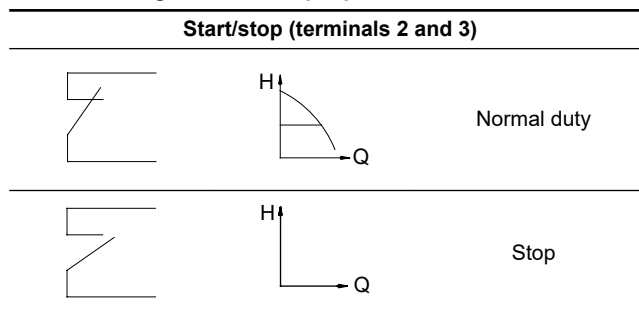 Start/stop (terminals 2 and 3)
H
Q
Normal duty
H
Q
Stop